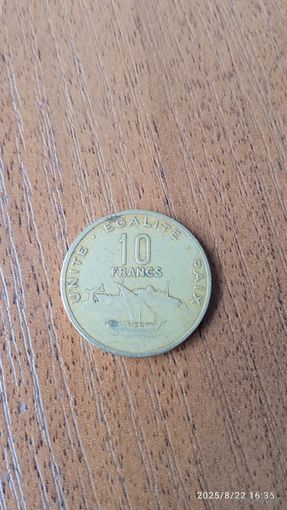 UNITE · EGALITE · PAIX
10
FRANCS
2025/8/22 16:35